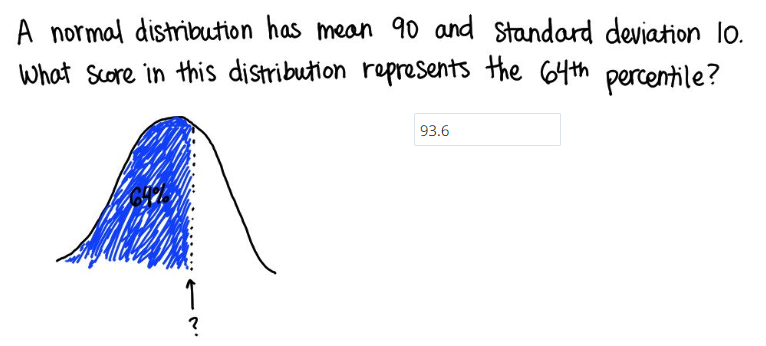 A normal distribution has mean 90 and standard deviation 10.
What score in this distribution represents the 64th percentile?
93.6
64%
?